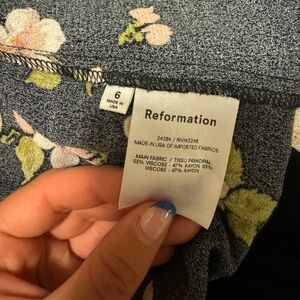 6
MADE IN
USA
Reformation
24284 / RN143246
MADE IN USA OF IMPORTED FABRICS
MAIN FABRIC / TISSU PRINCIPAL
53% VISCOSE - 47% RAYON 53%
VISCOSE - 47% RAYON